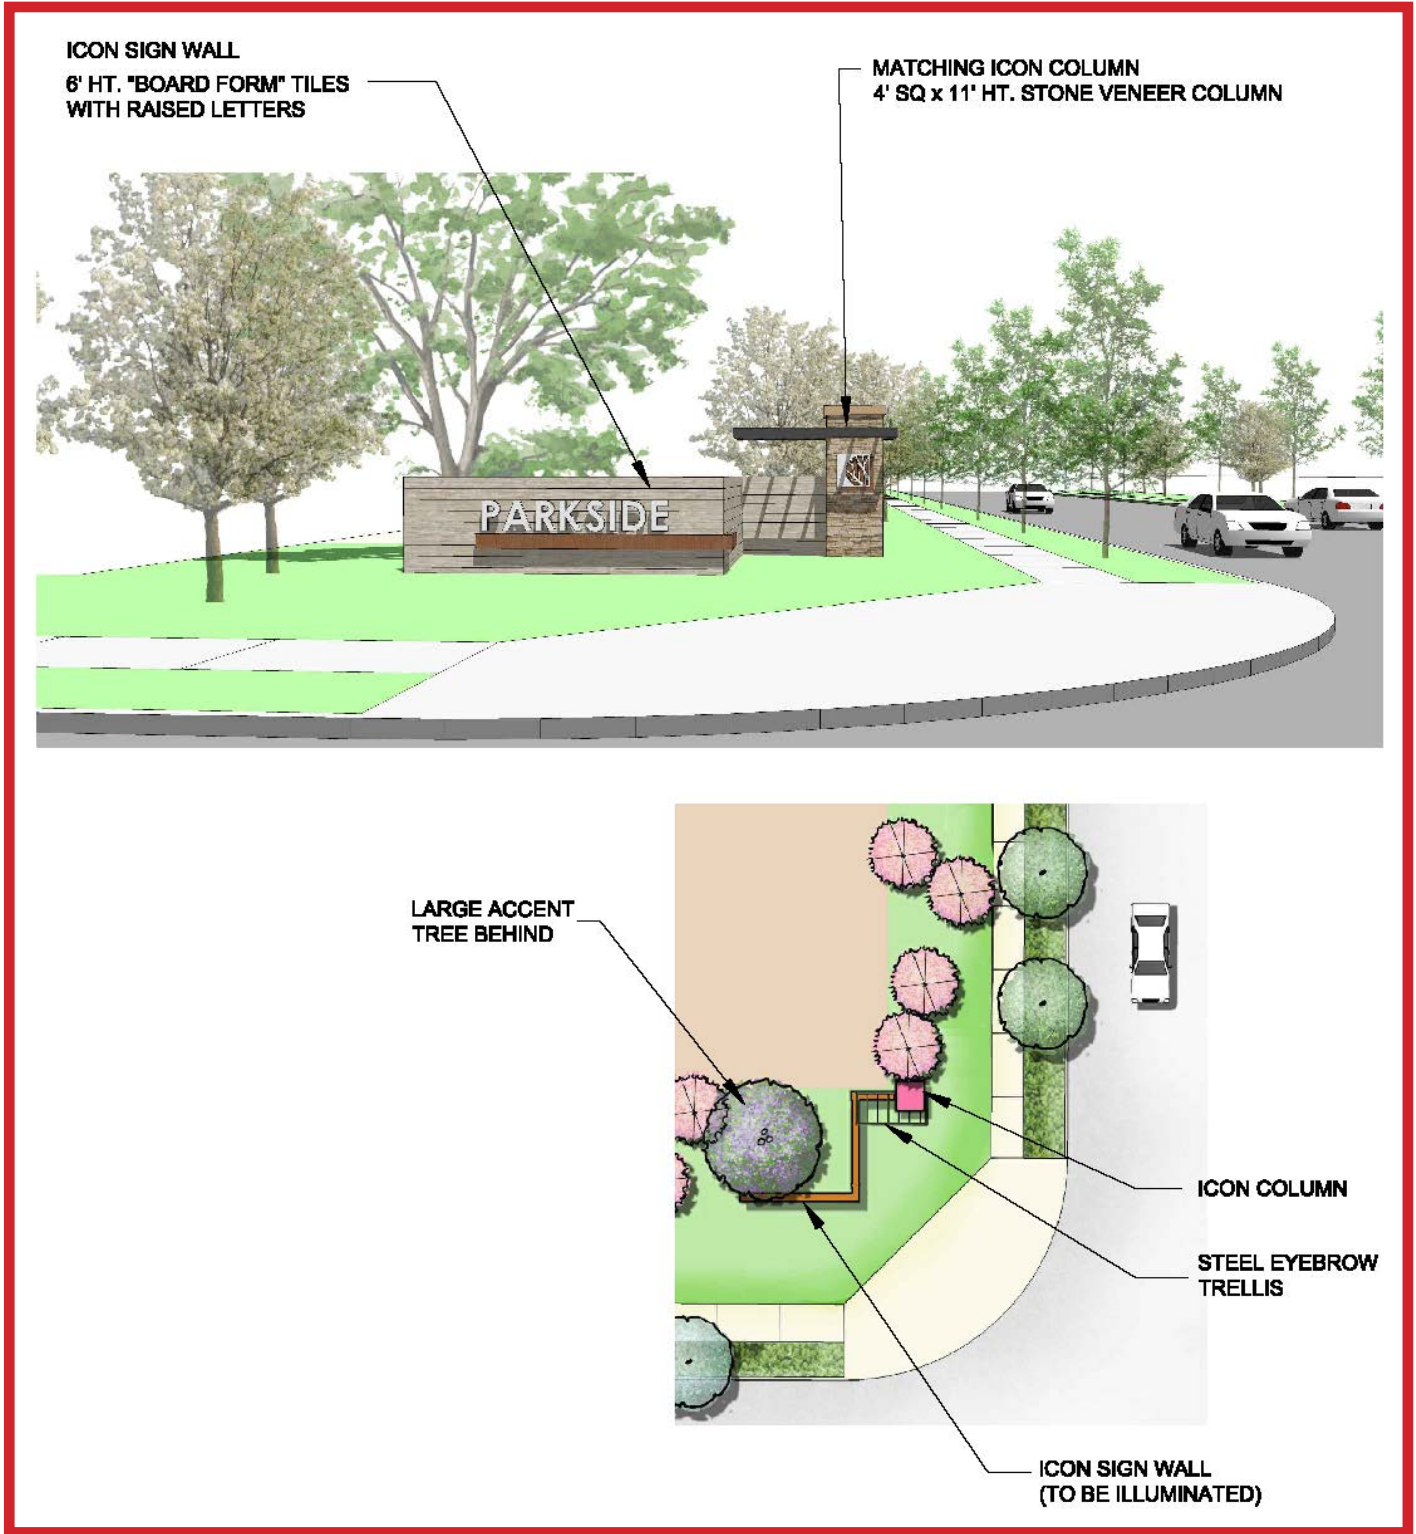 ICON SIGN WALL
6' HT. "BOARD FORM" TILES
WITH RAISED LETTERS
MATCHING ICON COLUMN
4' SQ x 11' HT. STONE VENEER COLUMN
PARKSIDE
LARGE ACCENT
TREE BEHIND
ICON COLUMN
STEEL EYEBROW
TRELLIS
ICON SIGN WALL
(TO BE ILLUMINATED)